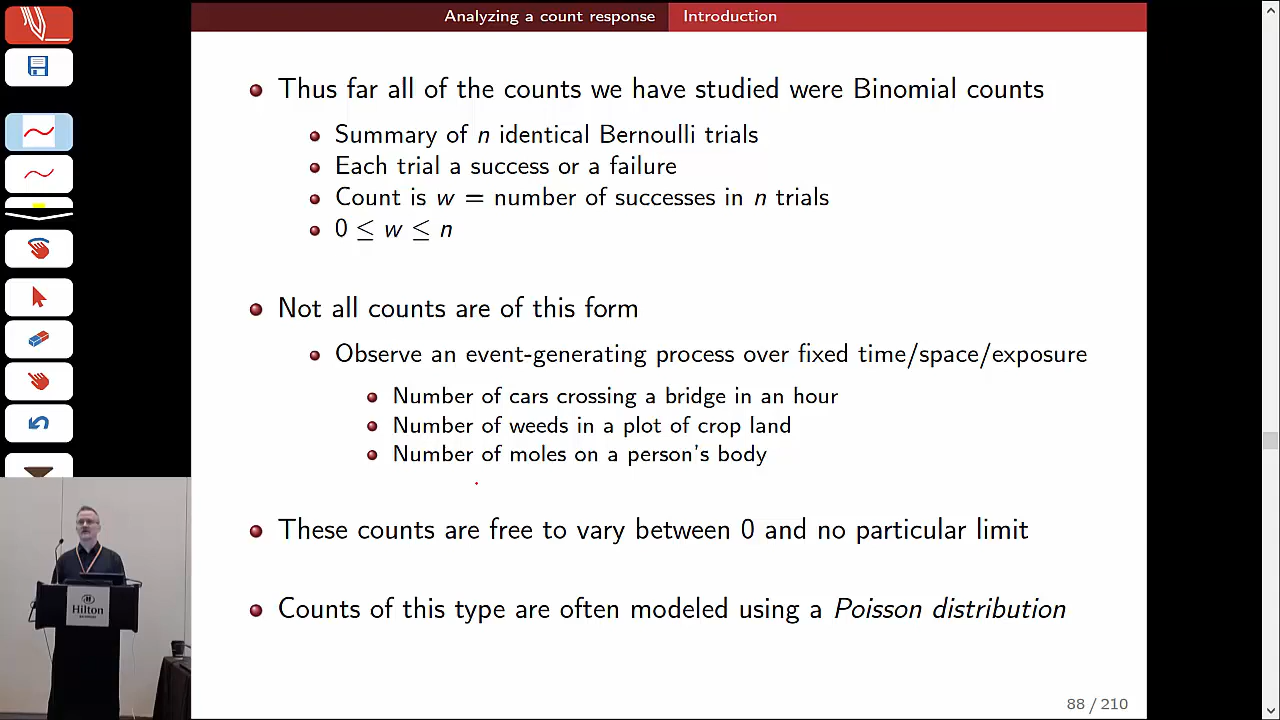 Analyzing a count response Introduction
Thus far all of the counts we have studied were Binomial counts
Summary of n identical Bernoulli trials
Each trial a success or a failure
Count is w = number of successes in n trials
0 ≤ w ≤ n
Not all counts are of this form
Observe an event-generating process over fixed time/space/exposure
Number of cars crossing a bridge in an hour
Number of weeds in a plot of crop land
Number of moles on a person's body
These counts are free to vary between 0 and no particular limit
Counts of this type are often modeled using a Poisson distribution
Hilton
88 / 210